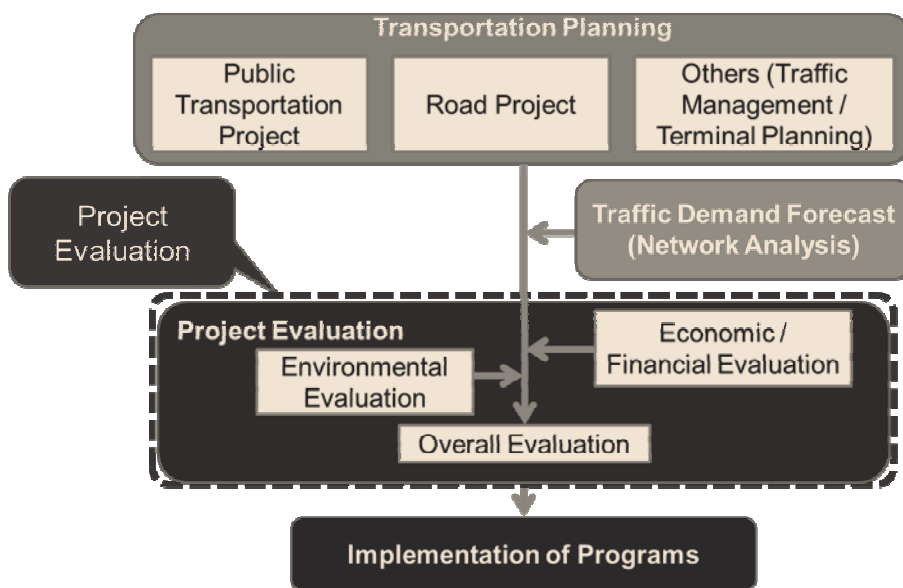 Transportation Planning
Public
Transportation
Project
Road Project
Others (Traffic
Management /
Terminal Planning)
Project
Evaluation
Traffic Demand Forecast
(Network Analysis)
Project Evaluation
Economic /
Financial Evaluation
Environmental
Evaluation
Overall Evaluation
Implementation of Programs